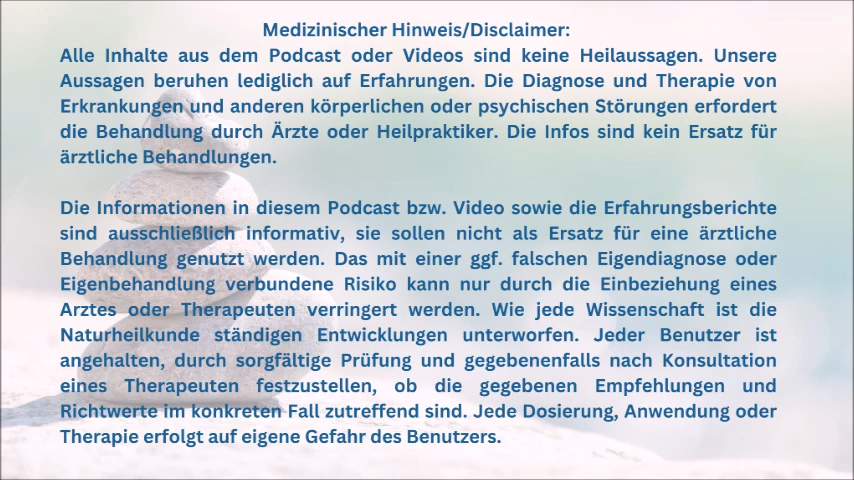 Medizinischer Hinweis/Disclaimer:
Alle Inhalte aus dem Podcast oder Videos sind keine Heilaussagen. Unsere
Aussagen beruhen lediglich auf Erfahrungen. Die Diagnose und Therapie von
Erkrankungen und anderen körperlichen oder psychischen Störungen erfordert
die Behandlung durch Ärzte oder Heilpraktiker. Die Infos sind kein Ersatz für
ärztliche Behandlungen.
Die Informationen in diesem Podcast bzw. Video sowie die Erfahrungsberichte
sind ausschließlich informativ, sie sollen nicht als Ersatz für eine ärztliche
Behandlung genutzt werden. Das mit einer ggf. falschen Eigendiagnose oder
Eigenbehandlung verbundene Risiko kann nur durch die Einbeziehung eines
Arztes oder Therapeuten verringert werden. Wie jede Wissenschaft ist die
Naturheilkunde ständigen Entwicklungen unterworfen. Jeder Benutzer ist
angehalten, durch sorgfältige Prüfung und gegebenenfalls nach Konsultation
eines Therapeuten festzustellen, ob die gegebenen Empfehlungen und
Richtwerte im konkreten Fall zutreffend sind. Jede Dosierung, Anwendung oder
Therapie erfolgt auf eigene Gefahr des Benutzers.